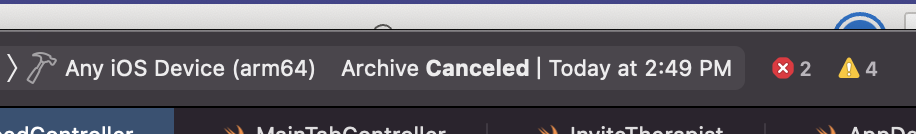 Any iOS Device (arm64) Archive Canceled | Today at 2:49 PM 2 4
MainTabController InviteTherapist